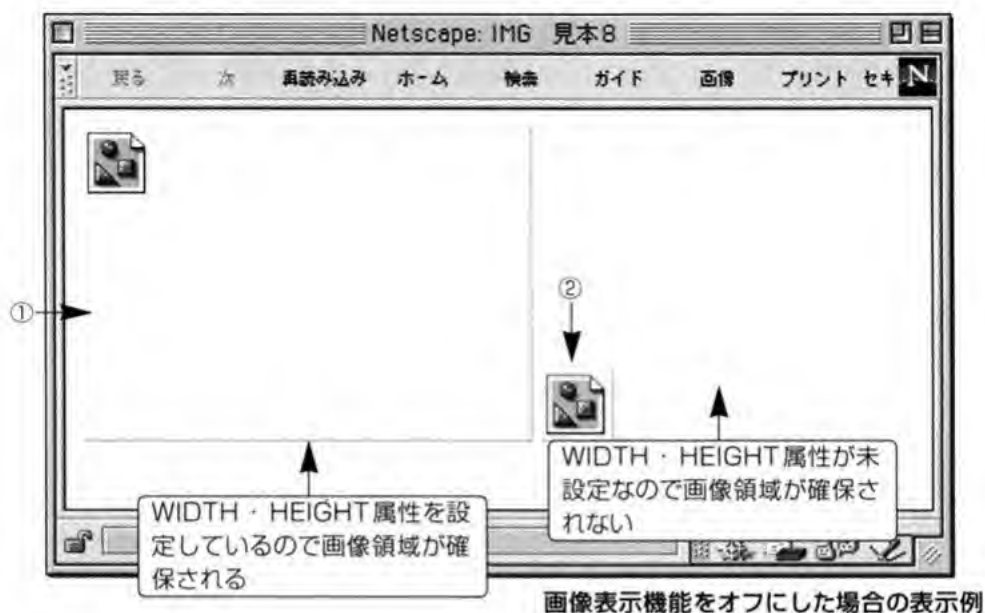 Netscape: IMG 見本8
戻る 次 再読み込み ホーム 検索 ガイド 画像 プリント セキ N
①
②
WIDTH・HEIGHT属性が未
設定なので画像領域が確保さ
れない
WIDTH・HEIGHT属性を設
定しているので画像領域が確
保される
画像表示機能をオフにした場合の表示例